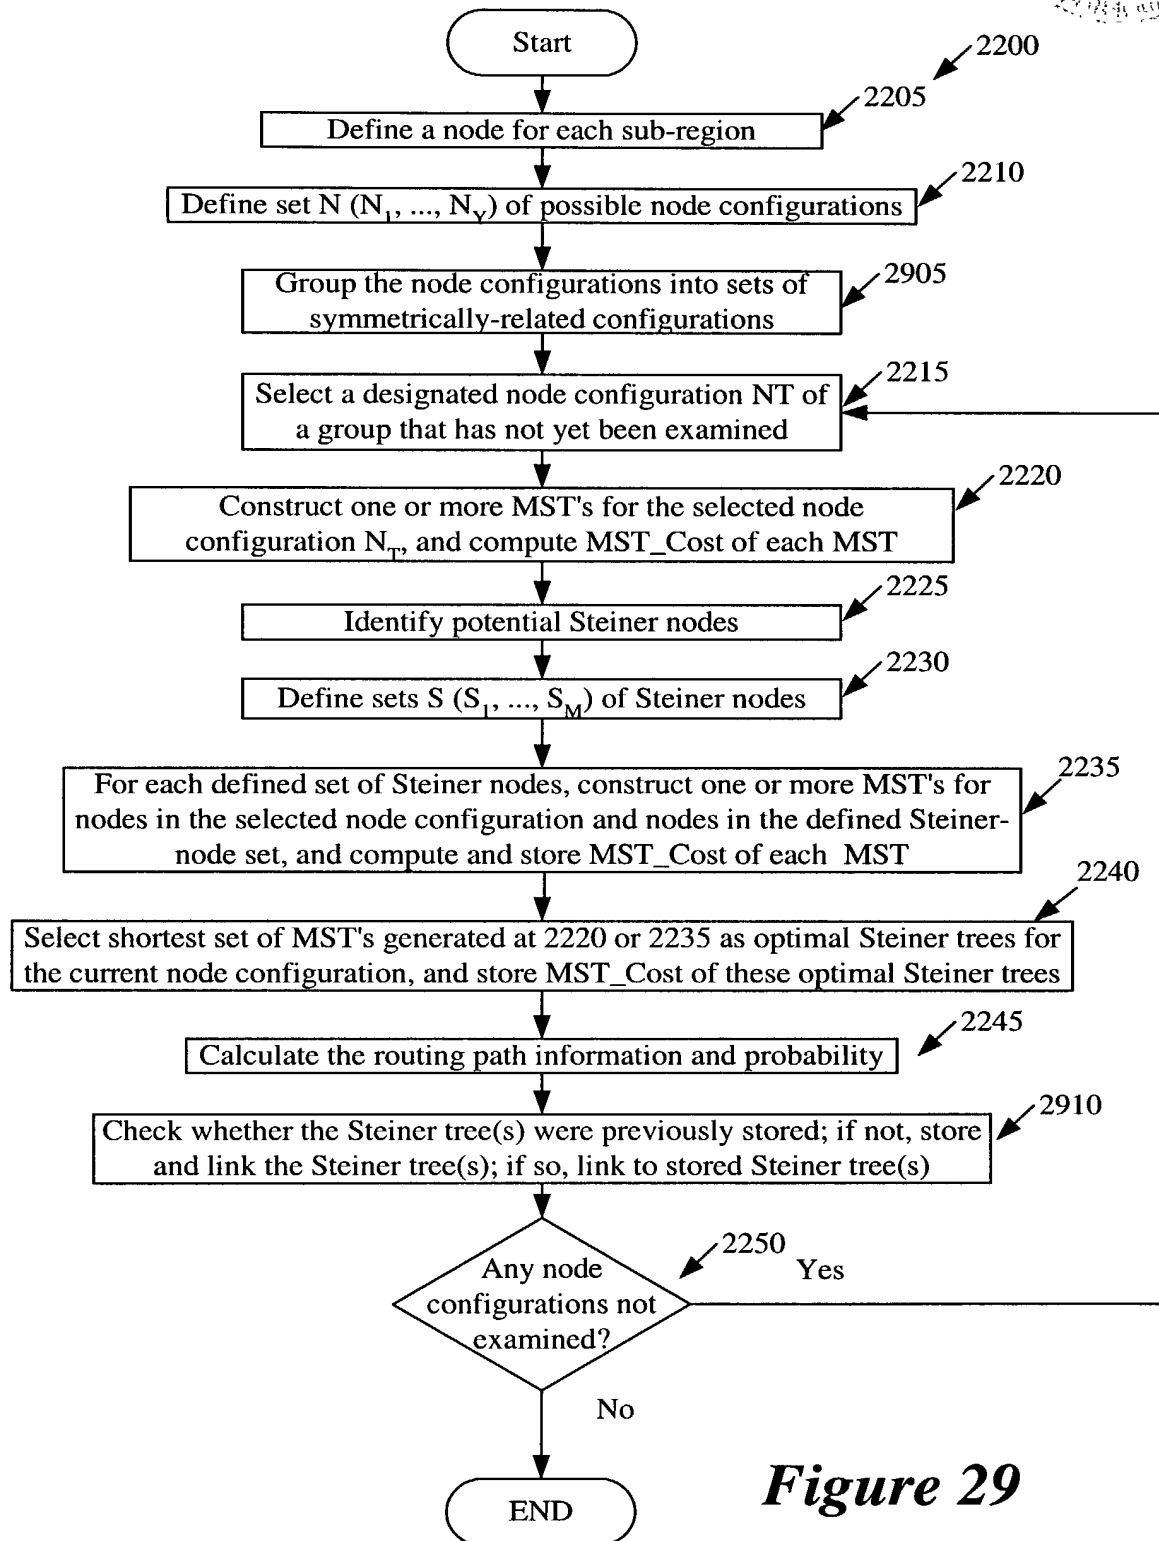 Start
2200
2205
Define a node for each sub-region
2210
Define set N (N1, ..., NY) of possible node configurations
2905
Group the node configurations into sets of
symmetrically-related configurations
2215
Select a designated node configuration NT of
a group that has not yet been examined
2220
Construct one or more MST's for the selected node
configuration NT, and compute MST_Cost of each MST
2225
Identify potential Steiner nodes
2230
Define sets S (S1, ..., SM) of Steiner nodes
2235
For each defined set of Steiner nodes, construct one or more MST's for
nodes in the selected node configuration and nodes in the defined Steiner-
node set, and compute and store MST_Cost of each MST
2240
Select shortest set of MST's generated at 2220 or 2235 as optimal Steiner trees for
the current node configuration, and store MST_Cost of these optimal Steiner trees
2245
Calculate the routing path information and probability
2910
Check whether the Steiner tree(s) were previously stored; if not, store
and link the Steiner tree(s); if so, link to stored Steiner tree(s)
2250
Any node
configurations not
examined?
Yes
No
END
Figure 29